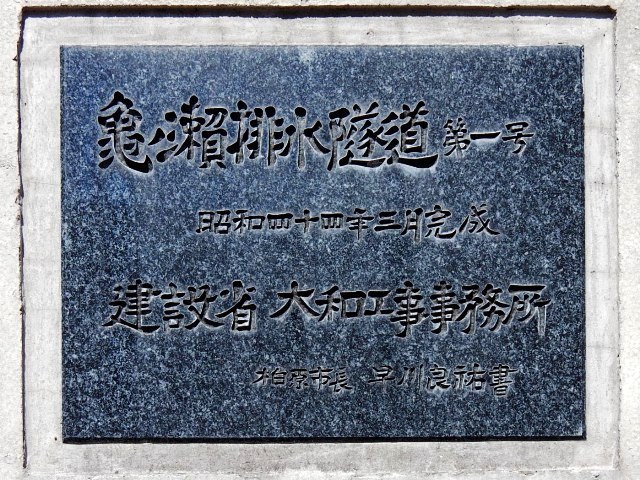 亀の瀬排水隧道第一号
昭和四十四年三月完成
建設省 大和工事事務所
柏原市長 早川良祐書